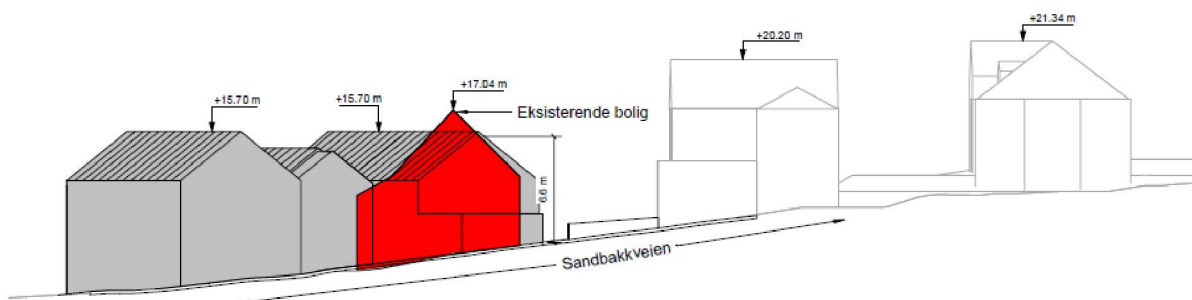 +21.34 m
+20.20 m
+17.04 m
+15.70 m
+15.70 m
Eksisterende bolig
6.6 m
Sandbakkveien